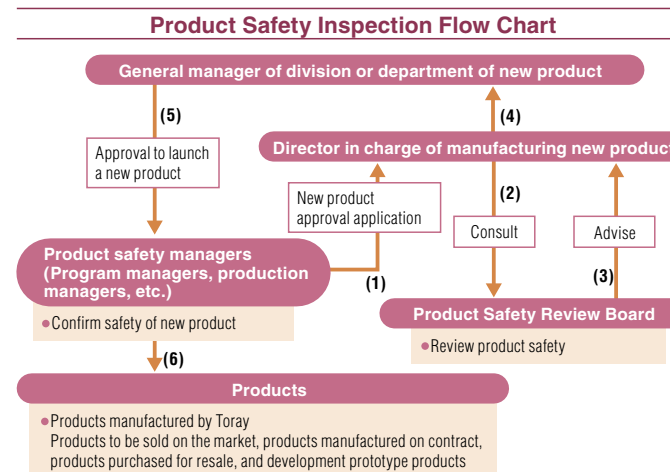 Product Safety Inspection Flow Chart
General manager of division or department of new product
(5)
(4)
Approval to launch
a new product
Director in charge of manufacturing new product
New product
approval application
(2)
Consult
Advise
Product safety managers
(Program managers, production
managers, etc.)
(1)
(3)
●Confirm safety of new product
Product Safety Review Board
●Review product safety
(6)
Products
●Products manufactured by Toray
Products to be sold on the market, products manufactured on contract,
products purchased for resale, and development prototype products